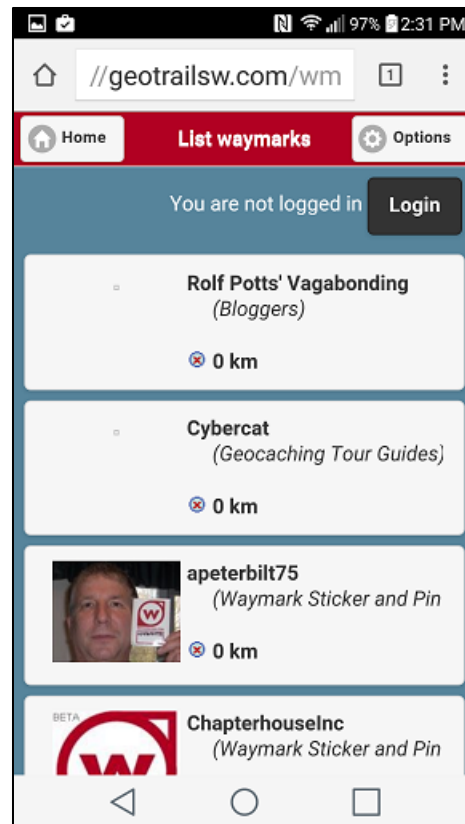 97% 2:31 PM
//geotrailsw.com/wm 1
Home List waymarks Options
You are not logged in Login
Rolf Potts' Vagabonding
(Bloggers)
0 km
Cybercat
(Geocaching Tour Guides)
0 km
apeterbilt75
(Waymark Sticker and Pin
0 km
BETA
ChapterhouseInc
(Waymark Sticker and Pin
W